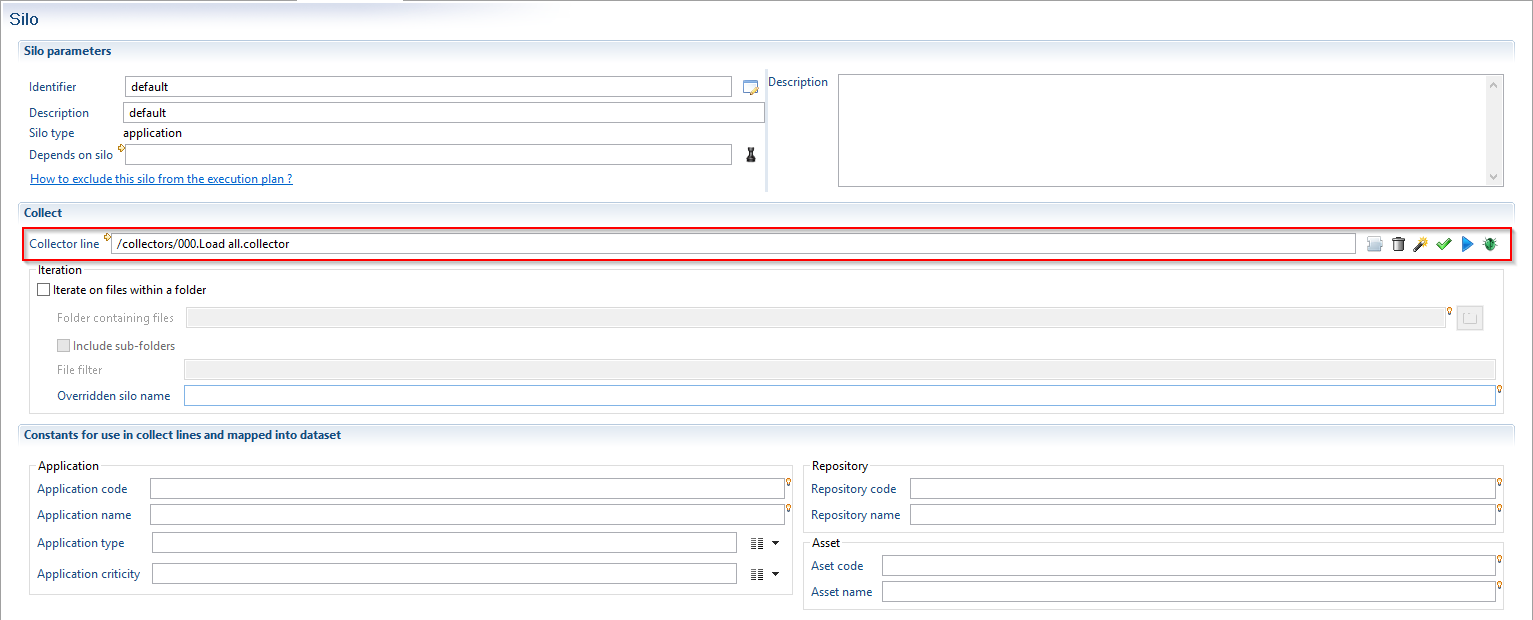 Silo
Silo parameters
Identifier default
Description default
Silo type application
Depends on silo
How to exclude this silo from the execution plan ?
Description
Collect
Collector line /collectors/000.Load all.collector
Iteration
Iterate on files within a folder
Folder containing files
Include sub-folders
File filter
Overridden silo name
Constants for use in collect lines and mapped into dataset
Application
Application code
Application name
Application type
Application criticity
Repository
Repository code
Repository name
Asset
Aset code
Asset name